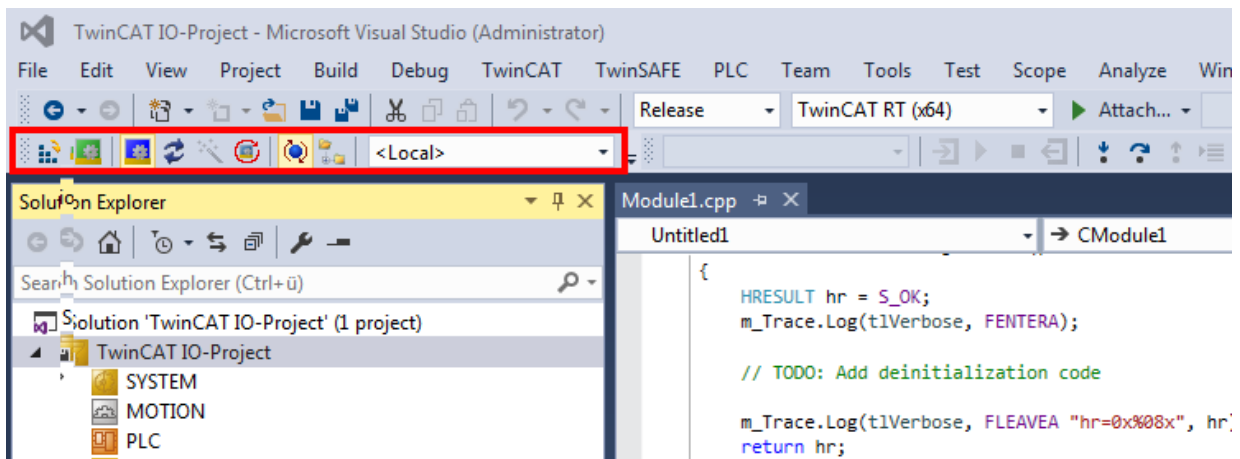 TwinCAT IO-Project - Microsoft Visual Studio (Administrator)
File Edit View Project Build Debug TwinCAT TwinSAFE PLC Team Tools Test Scope Analyze Win
Release TwinCAT RT (x64) Attach...
<Local>
Solution Explorer
Module1.cpp
Untitled1
CModule1
Search Solution Explorer (Ctrl+ü)
Solution 'TwinCAT IO-Project' (1 project)
TwinCAT IO-Project
SYSTEM
MOTION
PLC
{
HRESULT hr = S_OK;
m_Trace.Log(tlVerbose, FENTERA);
// TODO: Add deinitialization code
m_Trace.Log(tlVerbose, FLEAVEA "hr=0x%08x", hr)
return hr;